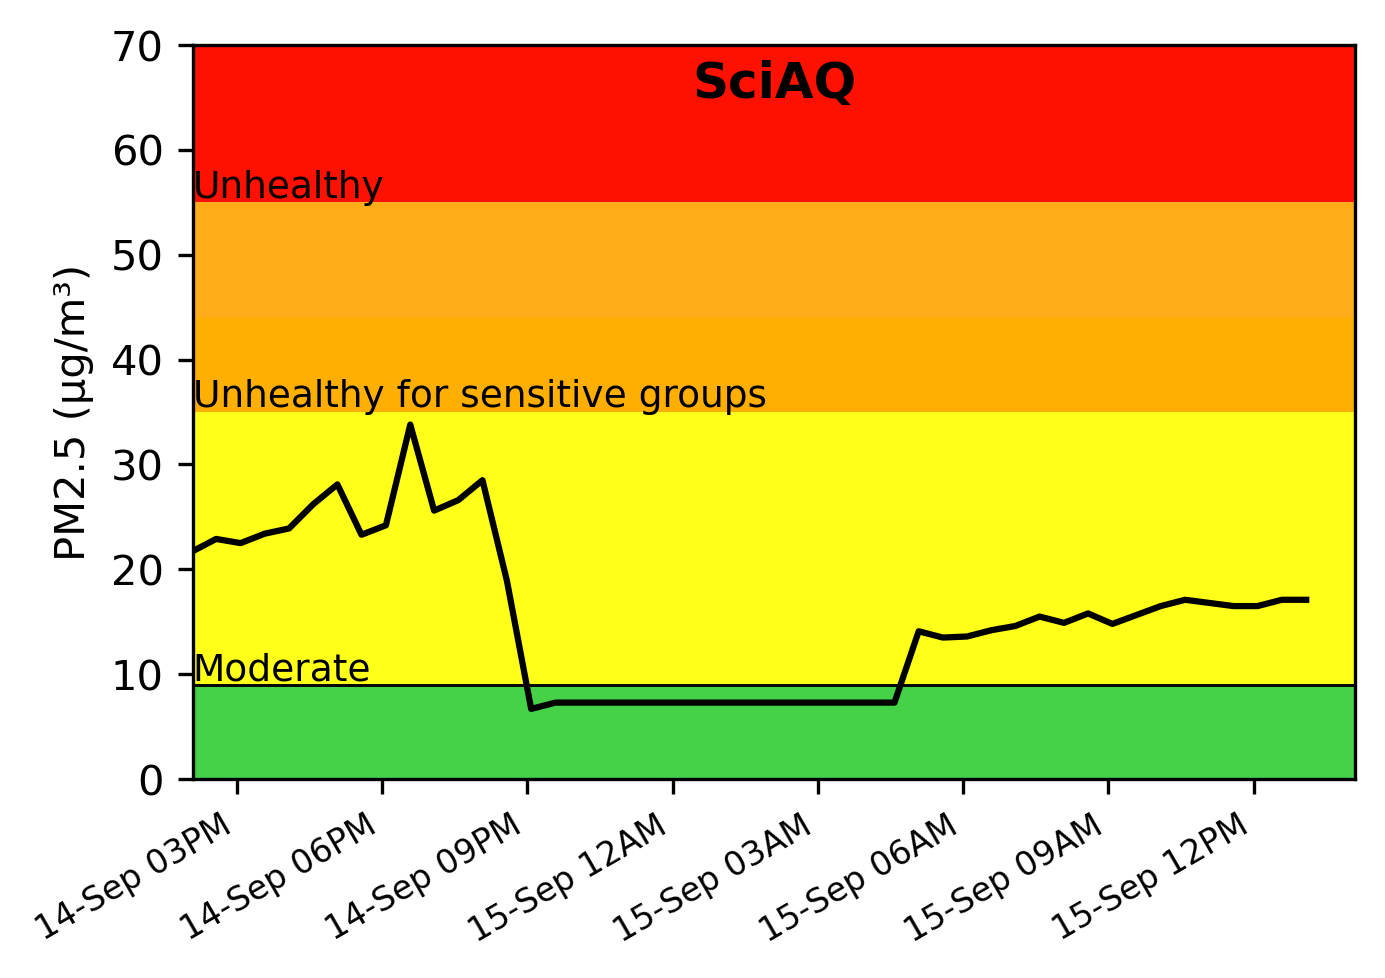 SciAQ
70
60
Unhealthy
50
40
Unhealthy for sensitive groups
30
20
10
Moderate
0
PM2.5 (µg/m³)
14-Sep 03PM
14-Sep 06PM
14-Sep 09PM
15-Sep 12AM
15-Sep 03AM
15-Sep 06AM
15-Sep 09AM
15-Sep 12PM